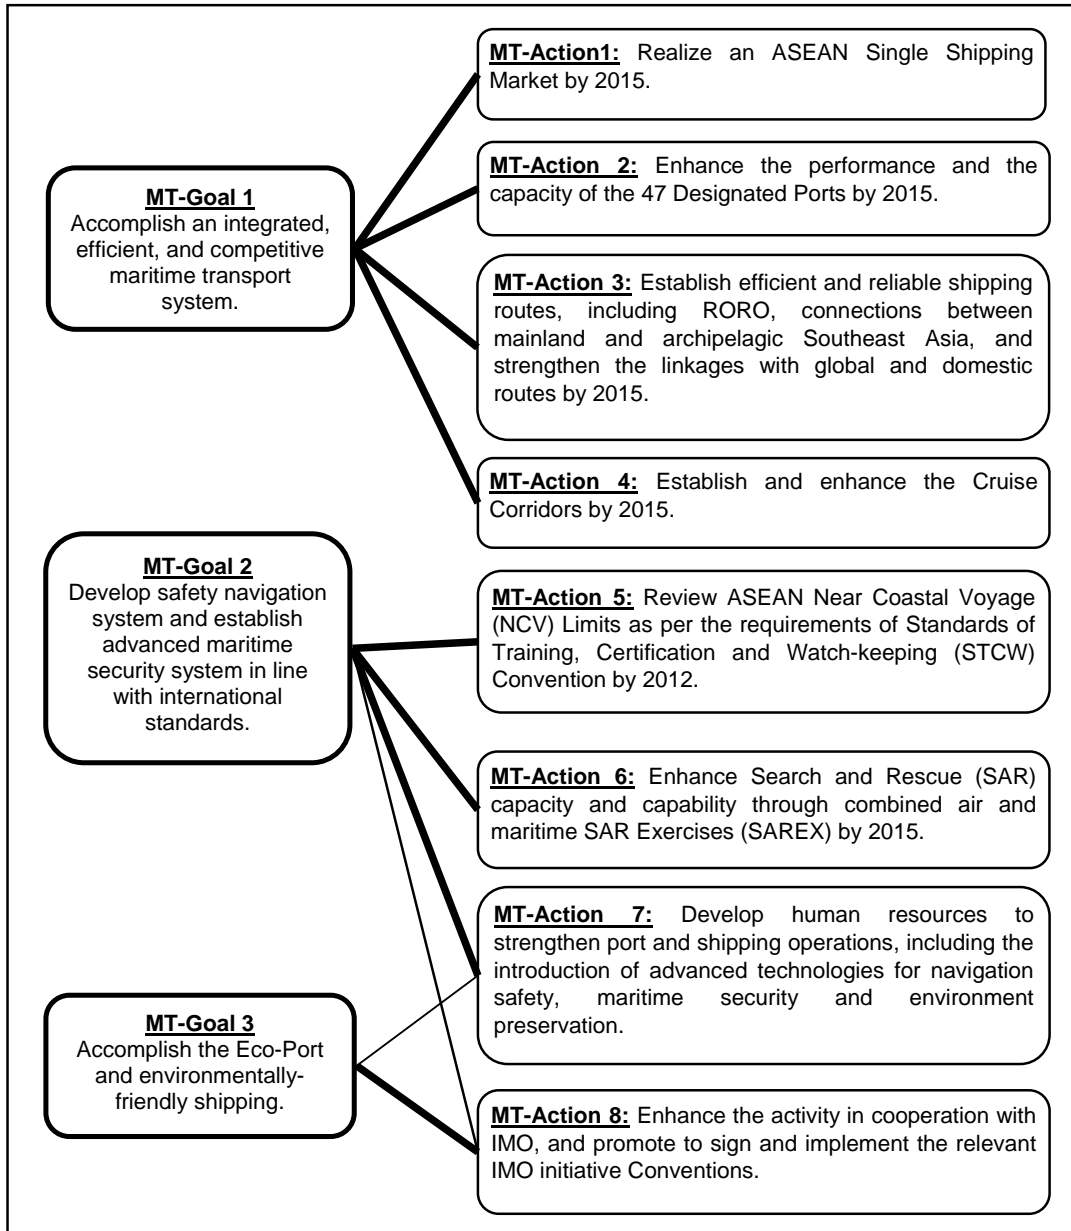 MT-Action1: Realize an ASEAN Single Shipping
Market by 2015.
MT-Action 2: Enhance the performance and the
capacity of the 47 Designated Ports by 2015.
MT-Goal 1
Accomplish an integrated,
efficient, and competitive
maritime transport
system.
MT-Action 3: Establish efficient and reliable shipping
routes, including RORO, connections between
mainland and archipelagic Southeast Asia, and
strengthen the linkages with global and domestic
routes by 2015.
MT-Action 4: Establish and enhance the Cruise
Corridors by 2015.
MT-Goal 2
Develop safety navigation
system and establish
advanced maritime
security system in line
with international
standards.
MT-Action 5: Review ASEAN Near Coastal Voyage
(NCV) Limits as per the requirements of Standards of
Training, Certification and Watch-keeping (STCW)
Convention by 2012.
MT-Action 6: Enhance Search and Rescue (SAR)
capacity and capability through combined air and
maritime SAR Exercises (SAREX) by 2015.
MT-Action 7: Develop human resources to
strengthen port and shipping operations, including the
introduction of advanced technologies for navigation
safety, maritime security and environment
preservation.
MT-Goal 3
Accomplish the Eco-Port
and environmentally-
friendly shipping.
MT-Action 8: Enhance the activity in cooperation with
IMO, and promote to sign and implement the relevant
IMO initiative Conventions.